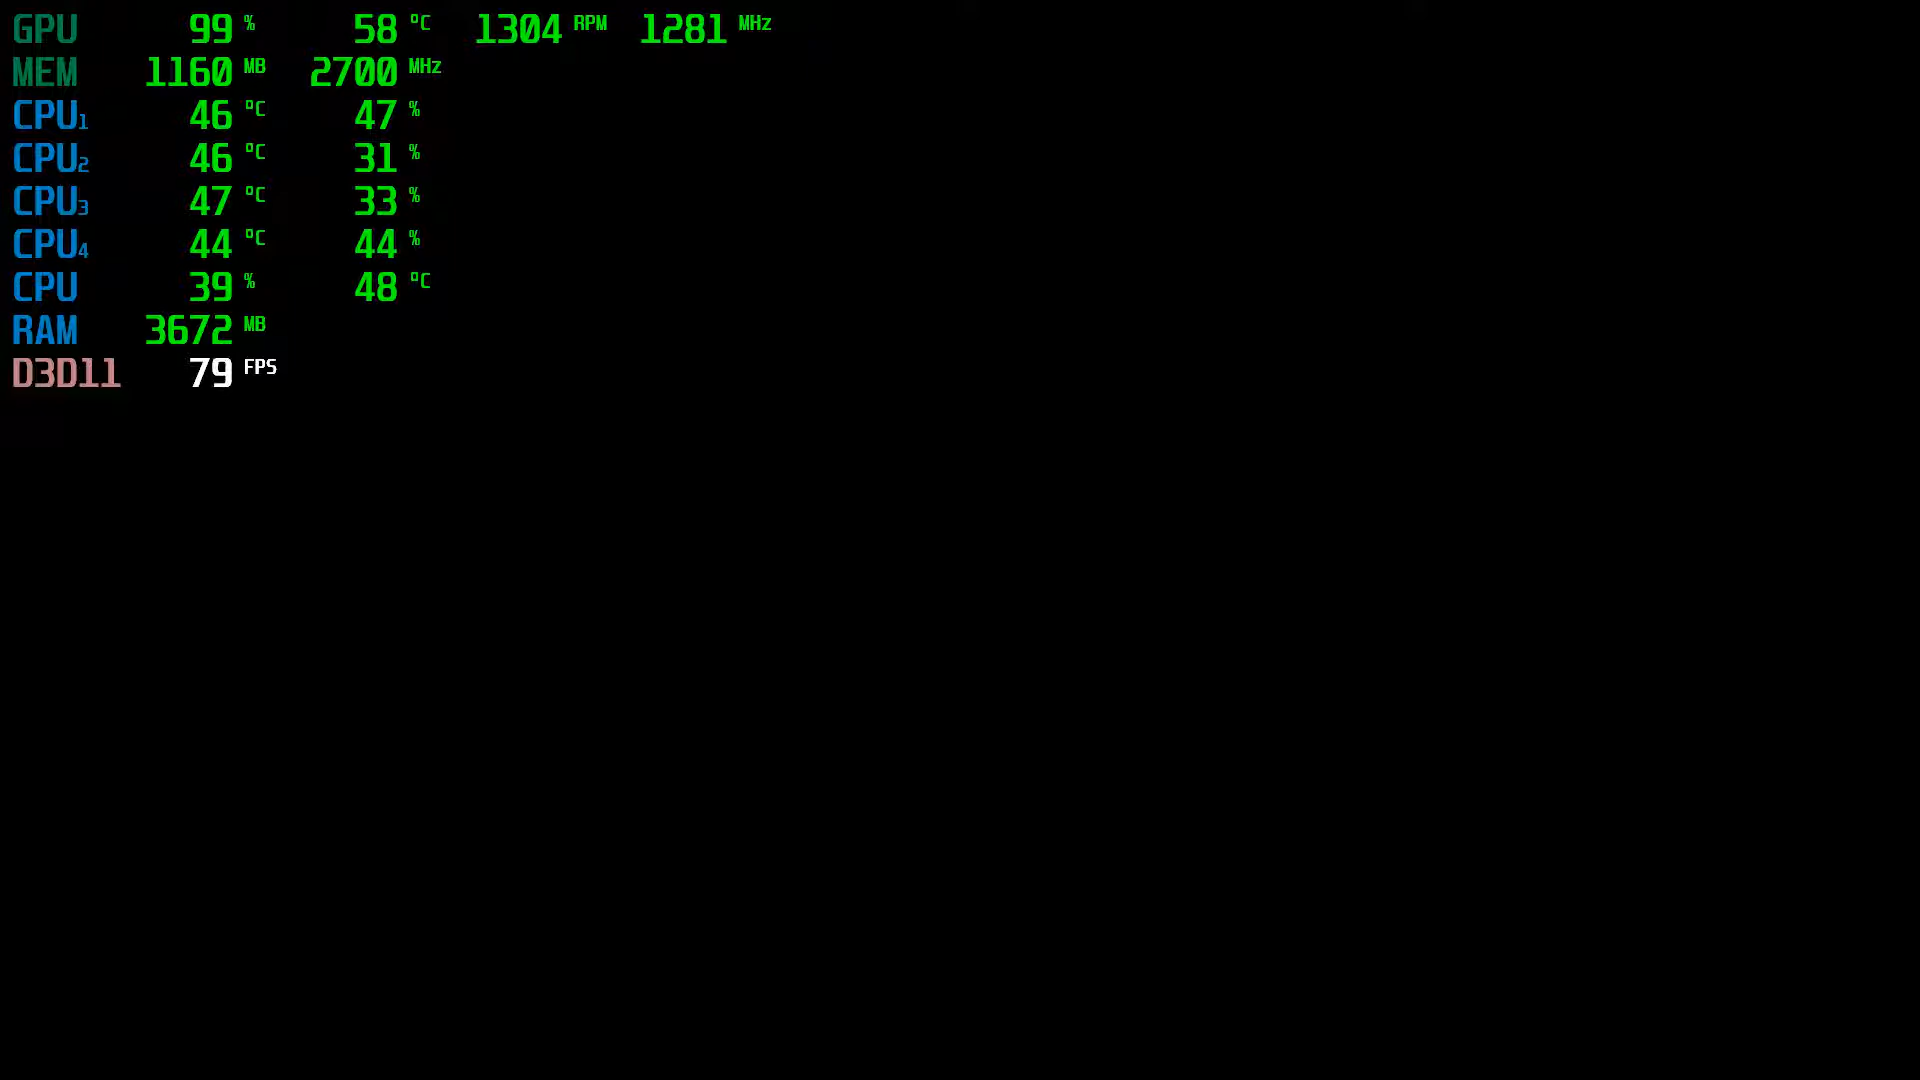 GPU 99 % 58 °C 1304 RPM 1281 MHz
MEM 1160 MB 2700 MHz
CPU1 46 °C 47 %
CPU2 46 °C 31 %
CPU3 47 °C 33 %
CPU4 44 °C 44 %
CPU 39 % 48 °C
RAM 3672 MB
D3D11 79 FPS